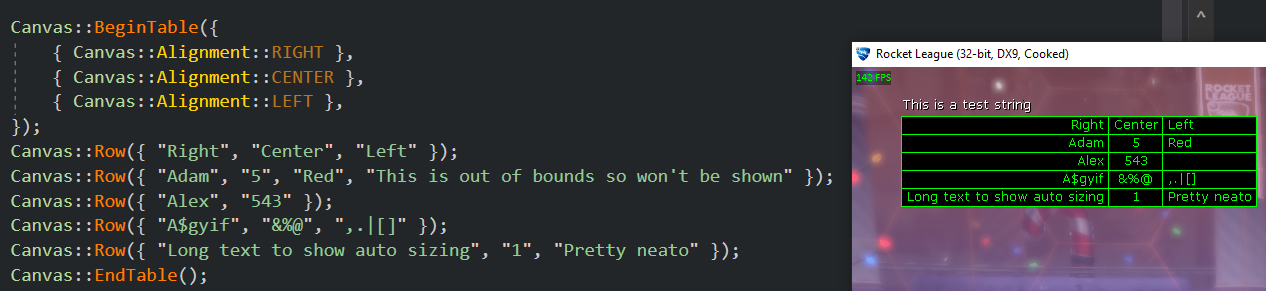 Canvas::BeginTable({
{ Canvas::Alignment::RIGHT },
{ Canvas::Alignment::CENTER },
{ Canvas::Alignment::LEFT },
});
Canvas::Row({ "Right", "Center", "Left" });
Canvas::Row({ "Adam", "5", "Red", "This is out of bounds so won't be shown" });
Canvas::Row({ "Alex", "543" });
Canvas::Row({ "A$gyif", "&%@", ",.|[]" });
Canvas::Row({ "Long text to show auto sizing", "1", "Pretty neato" });
Canvas::EndTable();
Rocket League (32-bit, DX9, Cooked)
140 FPS
ROCKET
LEAGUE
This is a test string
Right Center Left
Adam 5 Red
Alex 543
A$gyif &%@ ,.|[]
Long text to show auto sizing 1 Pretty neato